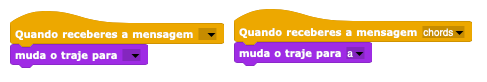 Quando receberes a mensagem
muda o traje para
Quando receberes a mensagem chords
muda o traje para a